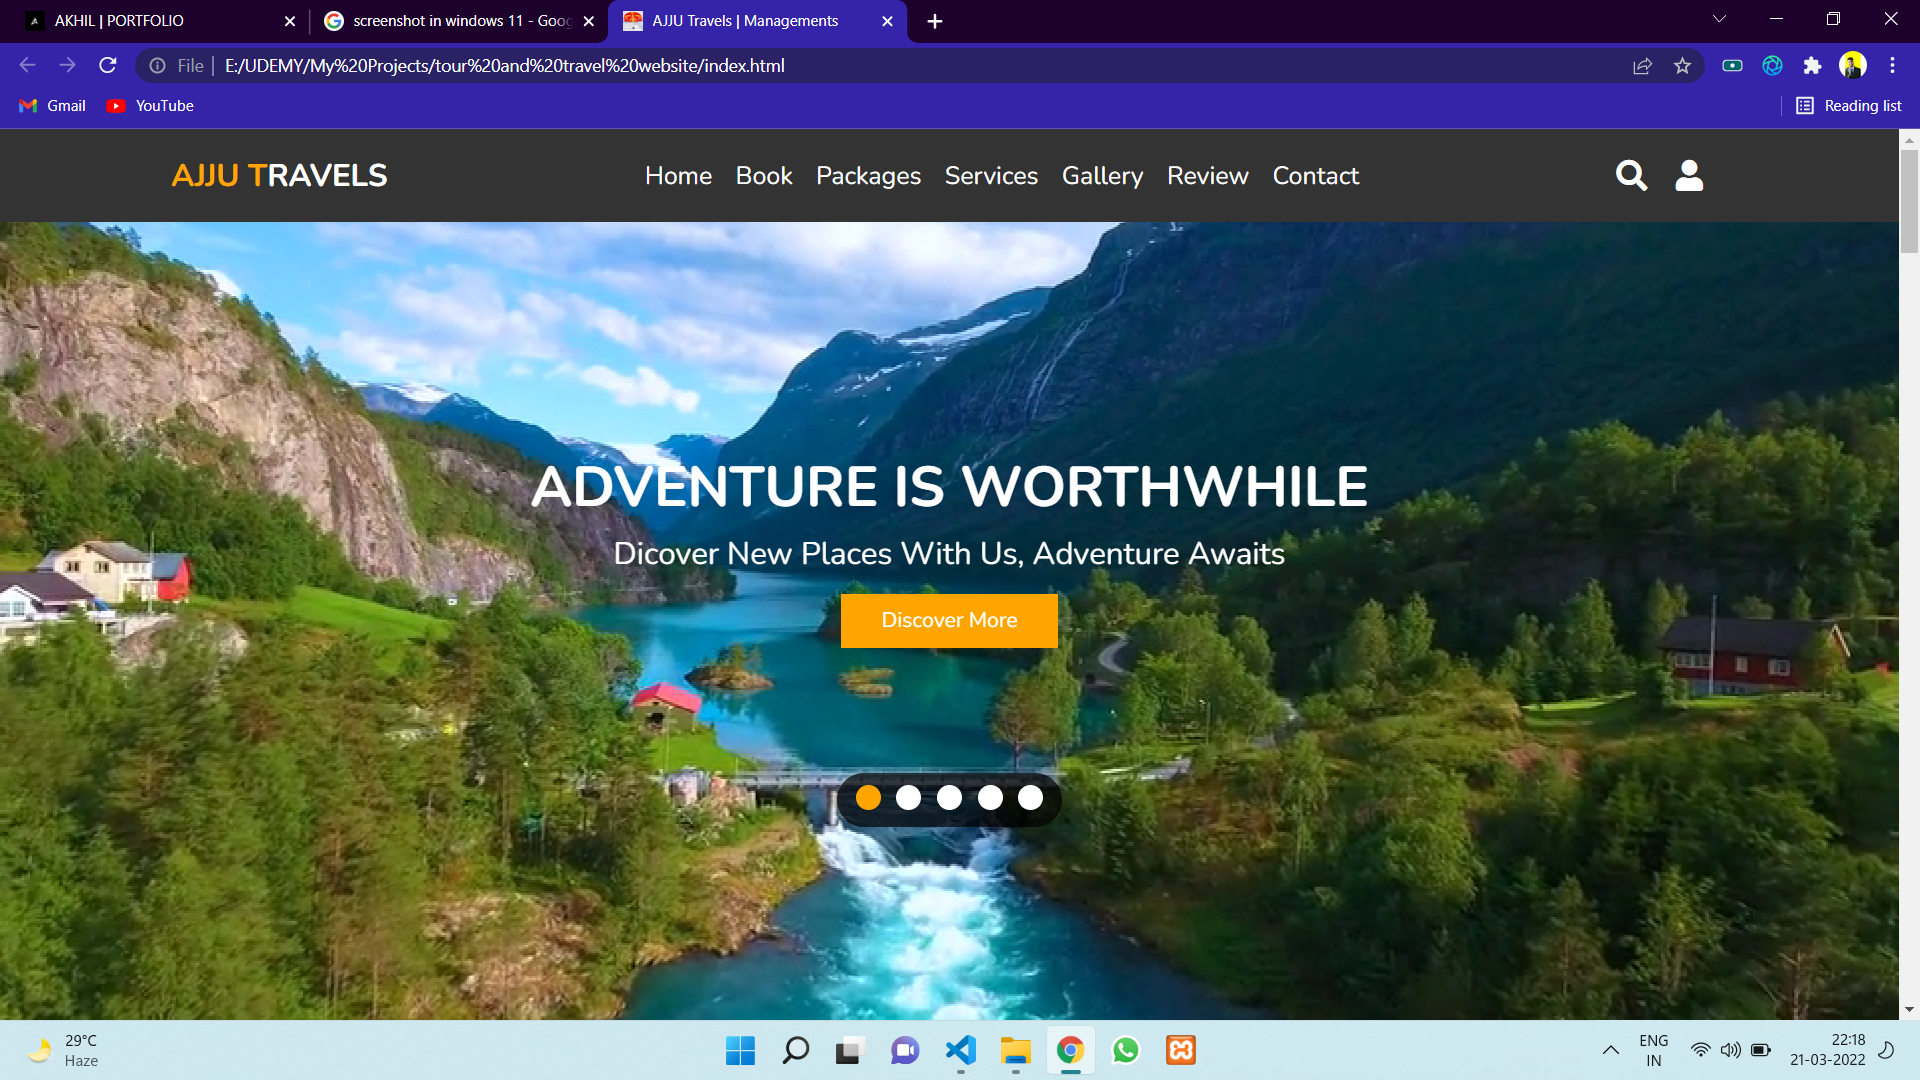 AKHIL | PORTFOLIO
screenshot in windows 11 - Goog
AJJU Travels | Managements
File | E:/UDEMY/My%20Projects/tour%20and%20travel%20website/index.html
Gmail YouTube Reading list
AJJU TRAVELS Home Book Packages Services Gallery Review Contact
ADVENTURE IS WORTHWHILE
Dicover New Places With Us, Adventure Awaits
Discover More
29°C
Haze
ENG
IN
22:18
21-03-2022